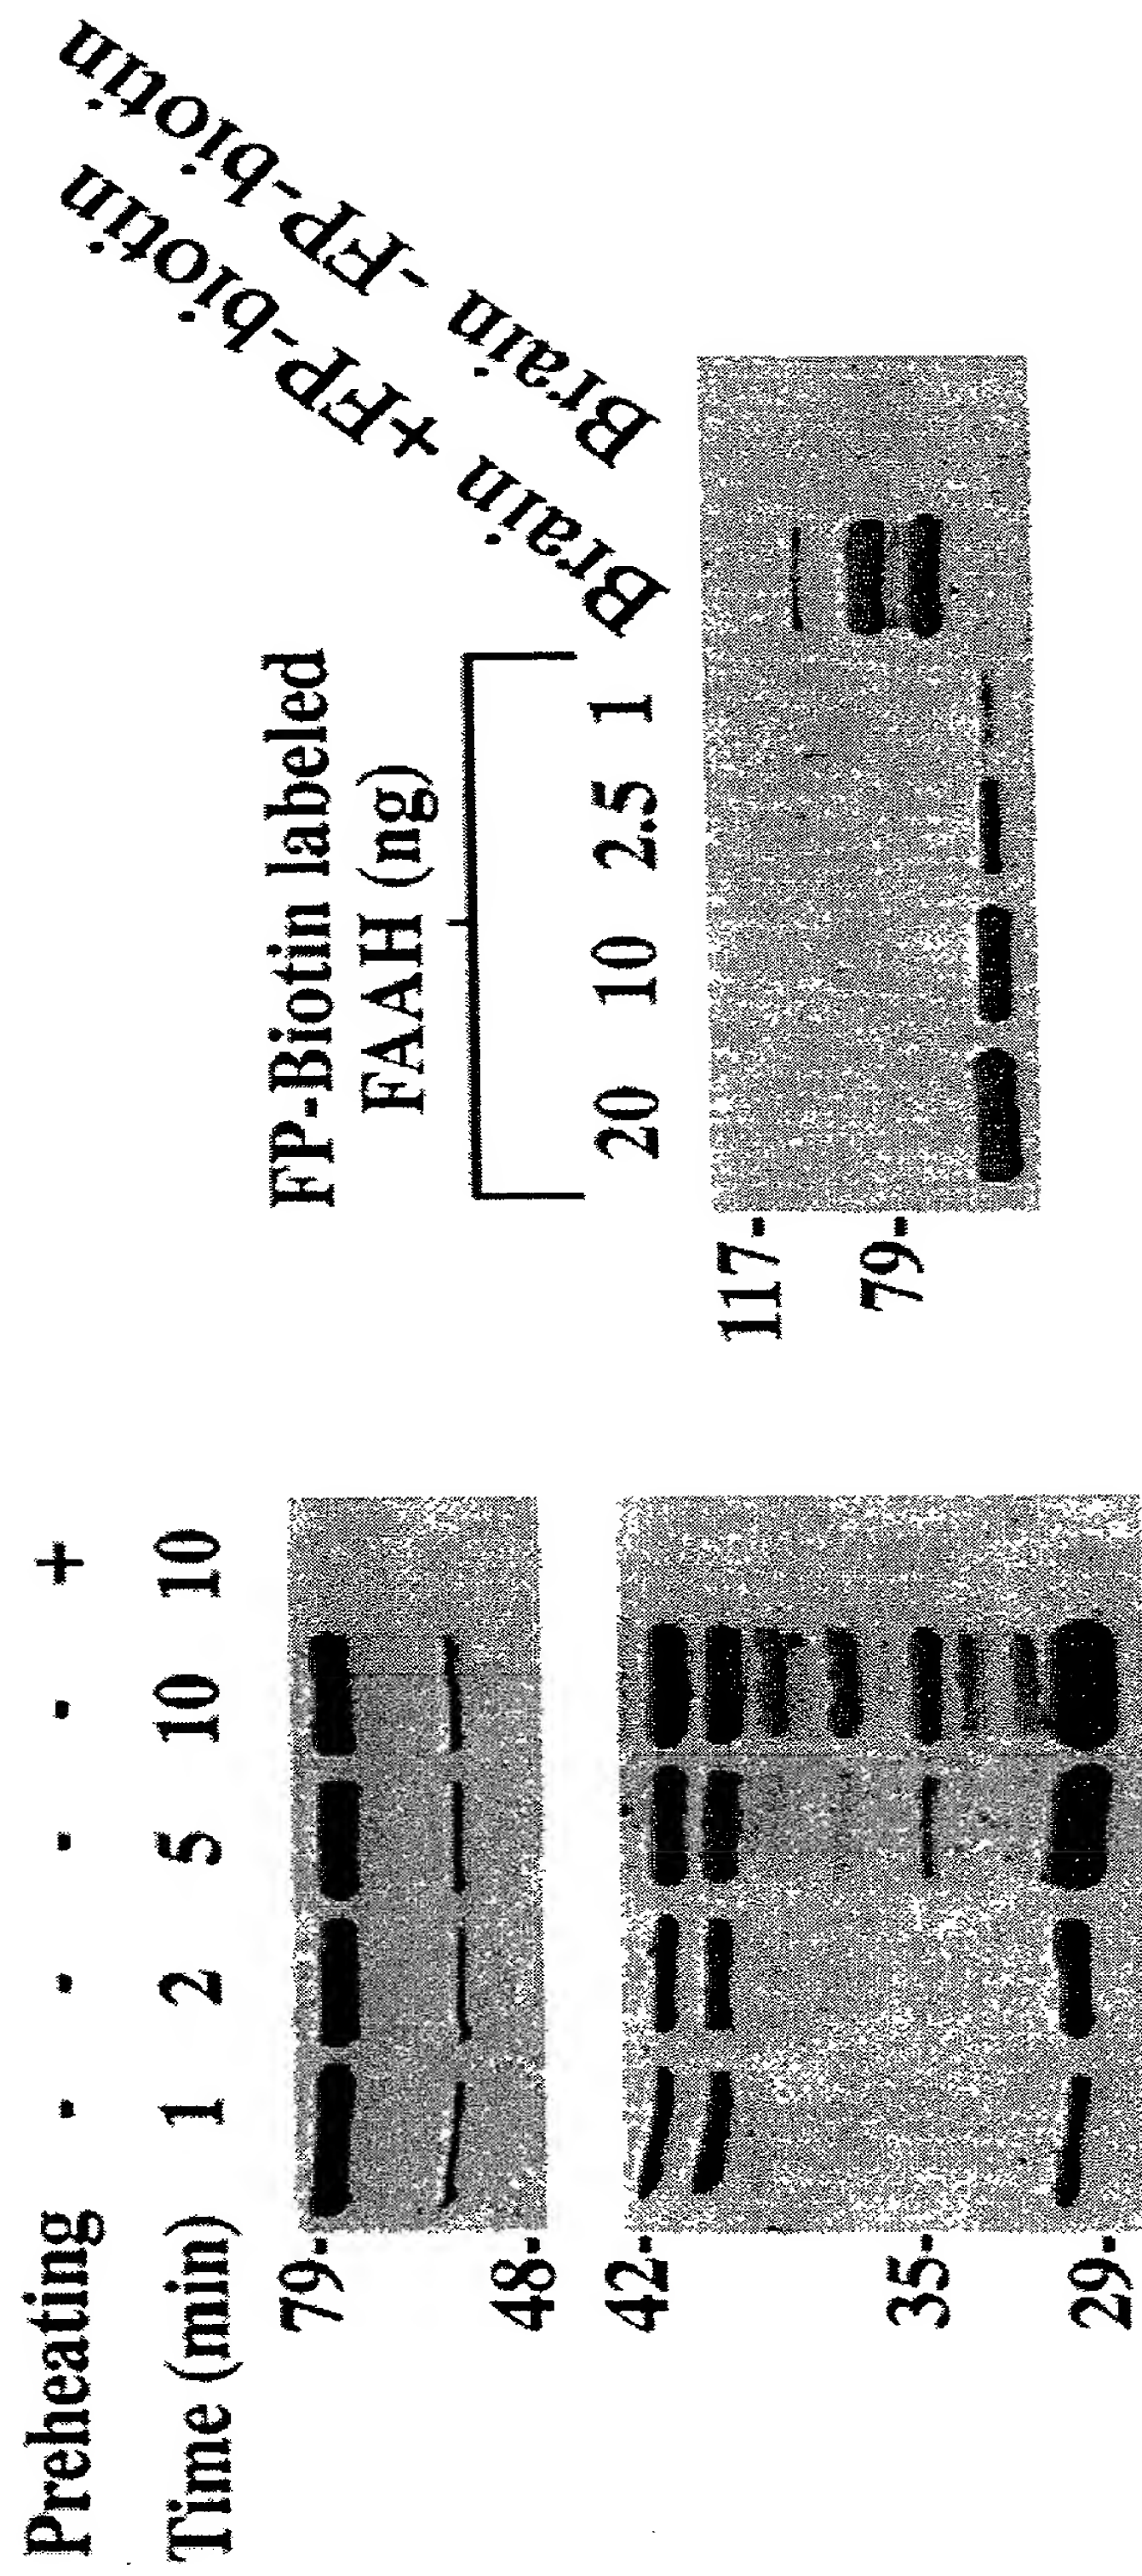 Preheating - - - - +
Time (min) 1 2 5 10 10
79-
48-
42-
35-
29-
FP-Biotin labeled
FAAH (ng)
20 10 2.5 1
Brain +FP-biotin
Brain -FP-biotin
117-
79-